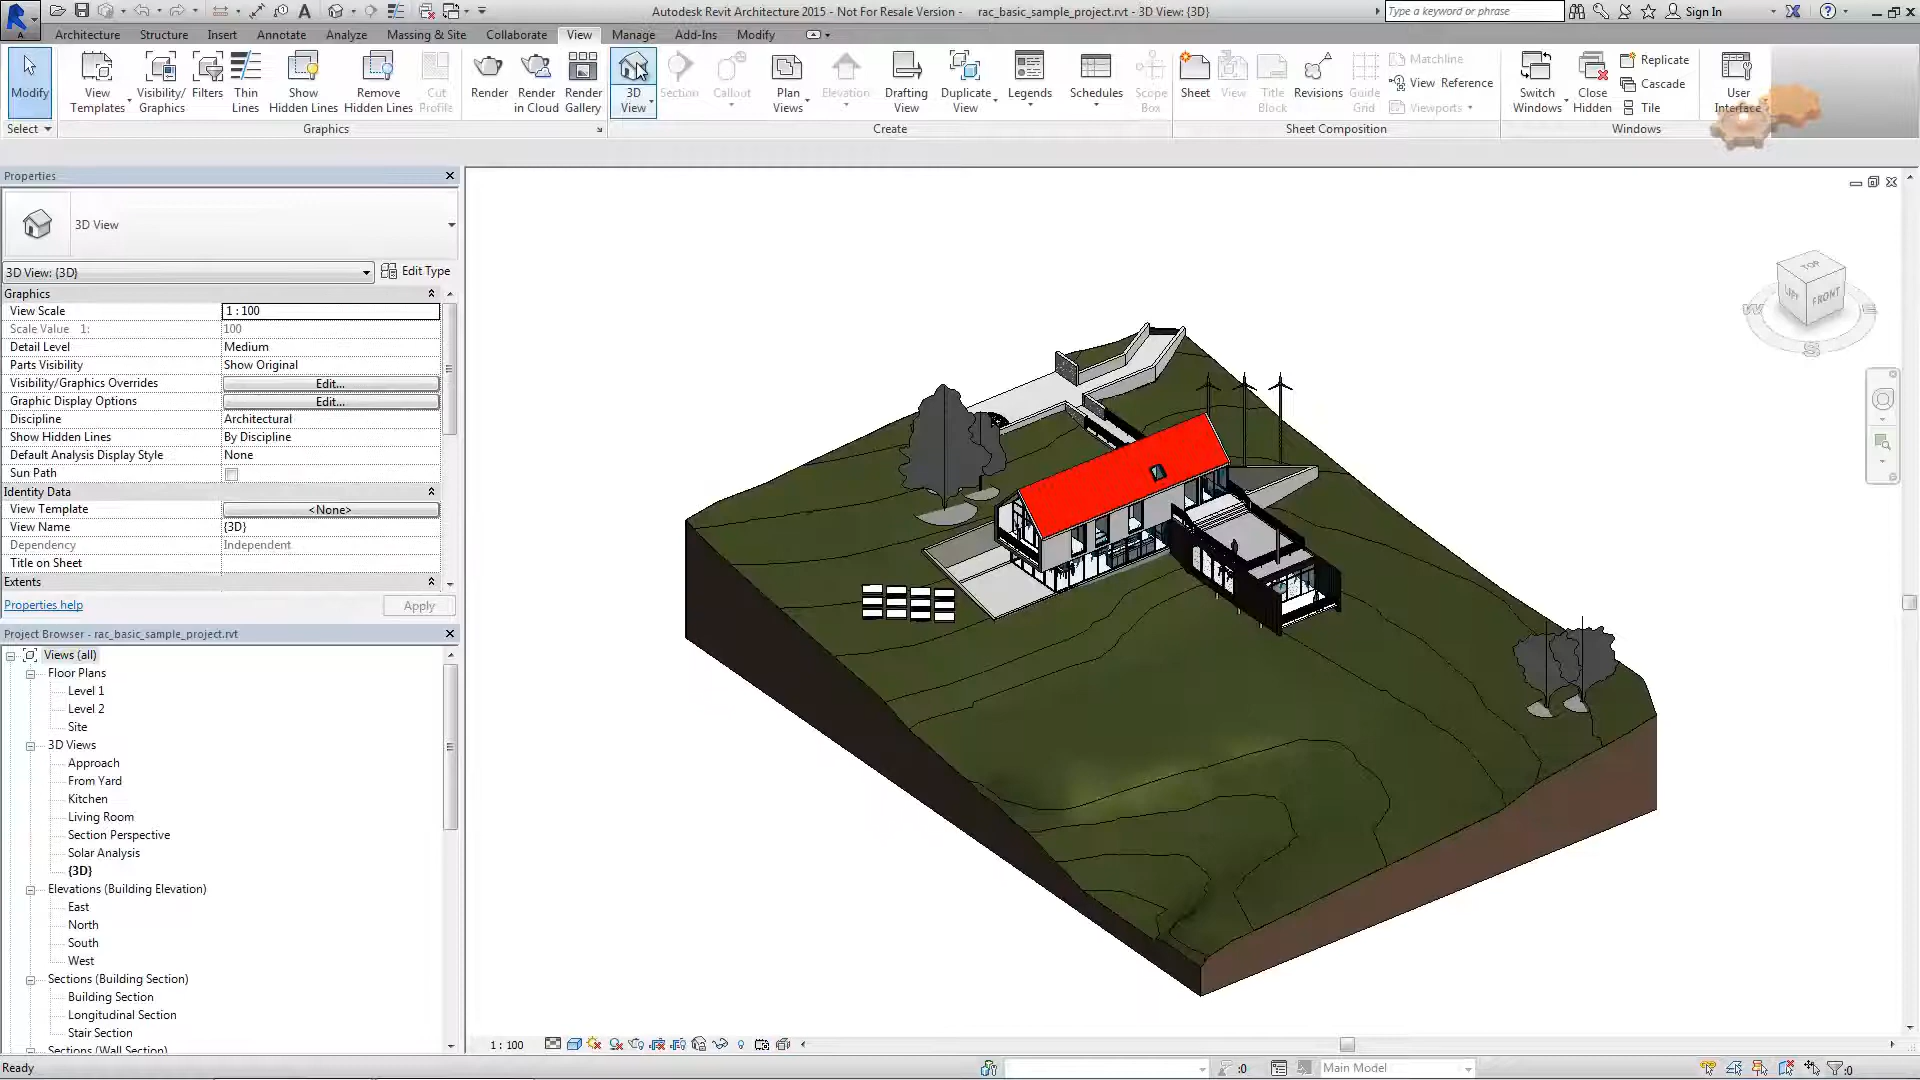 Autodesk Revit Architecture 2015 - Not For Resale Version - rac_basic_sample_project.rvt - 3D View: {3D}
Type a keyword or phrase
Sign In
Architecture Structure Insert Annotate Analyze Massing & Site Collaborate View Manage Add-Ins Modify
Modify
View Templates
Visibility/ Graphics
Filters
Thin Lines
Show Hidden Lines
Remove Hidden Lines
Cut Profile
Render
Render in Cloud
Render Gallery
3D View
Section
Callout
Plan Views
Elevation
Drafting View
Duplicate View
Legends
Schedules
Scope Box
Sheet
View
Title Block
Revisions
Guide Grid
Matchline
View Reference
Viewports
Switch Windows
Close Hidden
Replicate
Cascade
Tile
User Interface
Select
Graphics
Create
Sheet Composition
Windows
Properties
3D View
3D View: {3D}
Edit Type
Graphics
View Scale 1 : 100
Scale Value 1: 100
Detail Level Medium
Parts Visibility Show Original
Visibility/Graphics Overrides Edit...
Graphic Display Options Edit...
Discipline Architectural
Show Hidden Lines By Discipline
Default Analysis Display Style None
Sun Path
Identity Data
View Template <None>
View Name {3D}
Dependency Independent
Title on Sheet
Extents
Properties help
Apply
Project Browser - rac_basic_sample_project.rvt
Views (all)
Floor Plans
Level 1
Level 2
Site
3D Views
Approach
From Yard
Kitchen
Living Room
Section Perspective
Solar Analysis
{3D}
Elevations (Building Elevation)
East
North
South
West
Sections (Building Section)
Building Section
Longitudinal Section
Stair Section
Sections (Wall Section)
TOP
LEFT
FRONT
W
S
E
1 : 100
Ready
:0
Main Model
:0